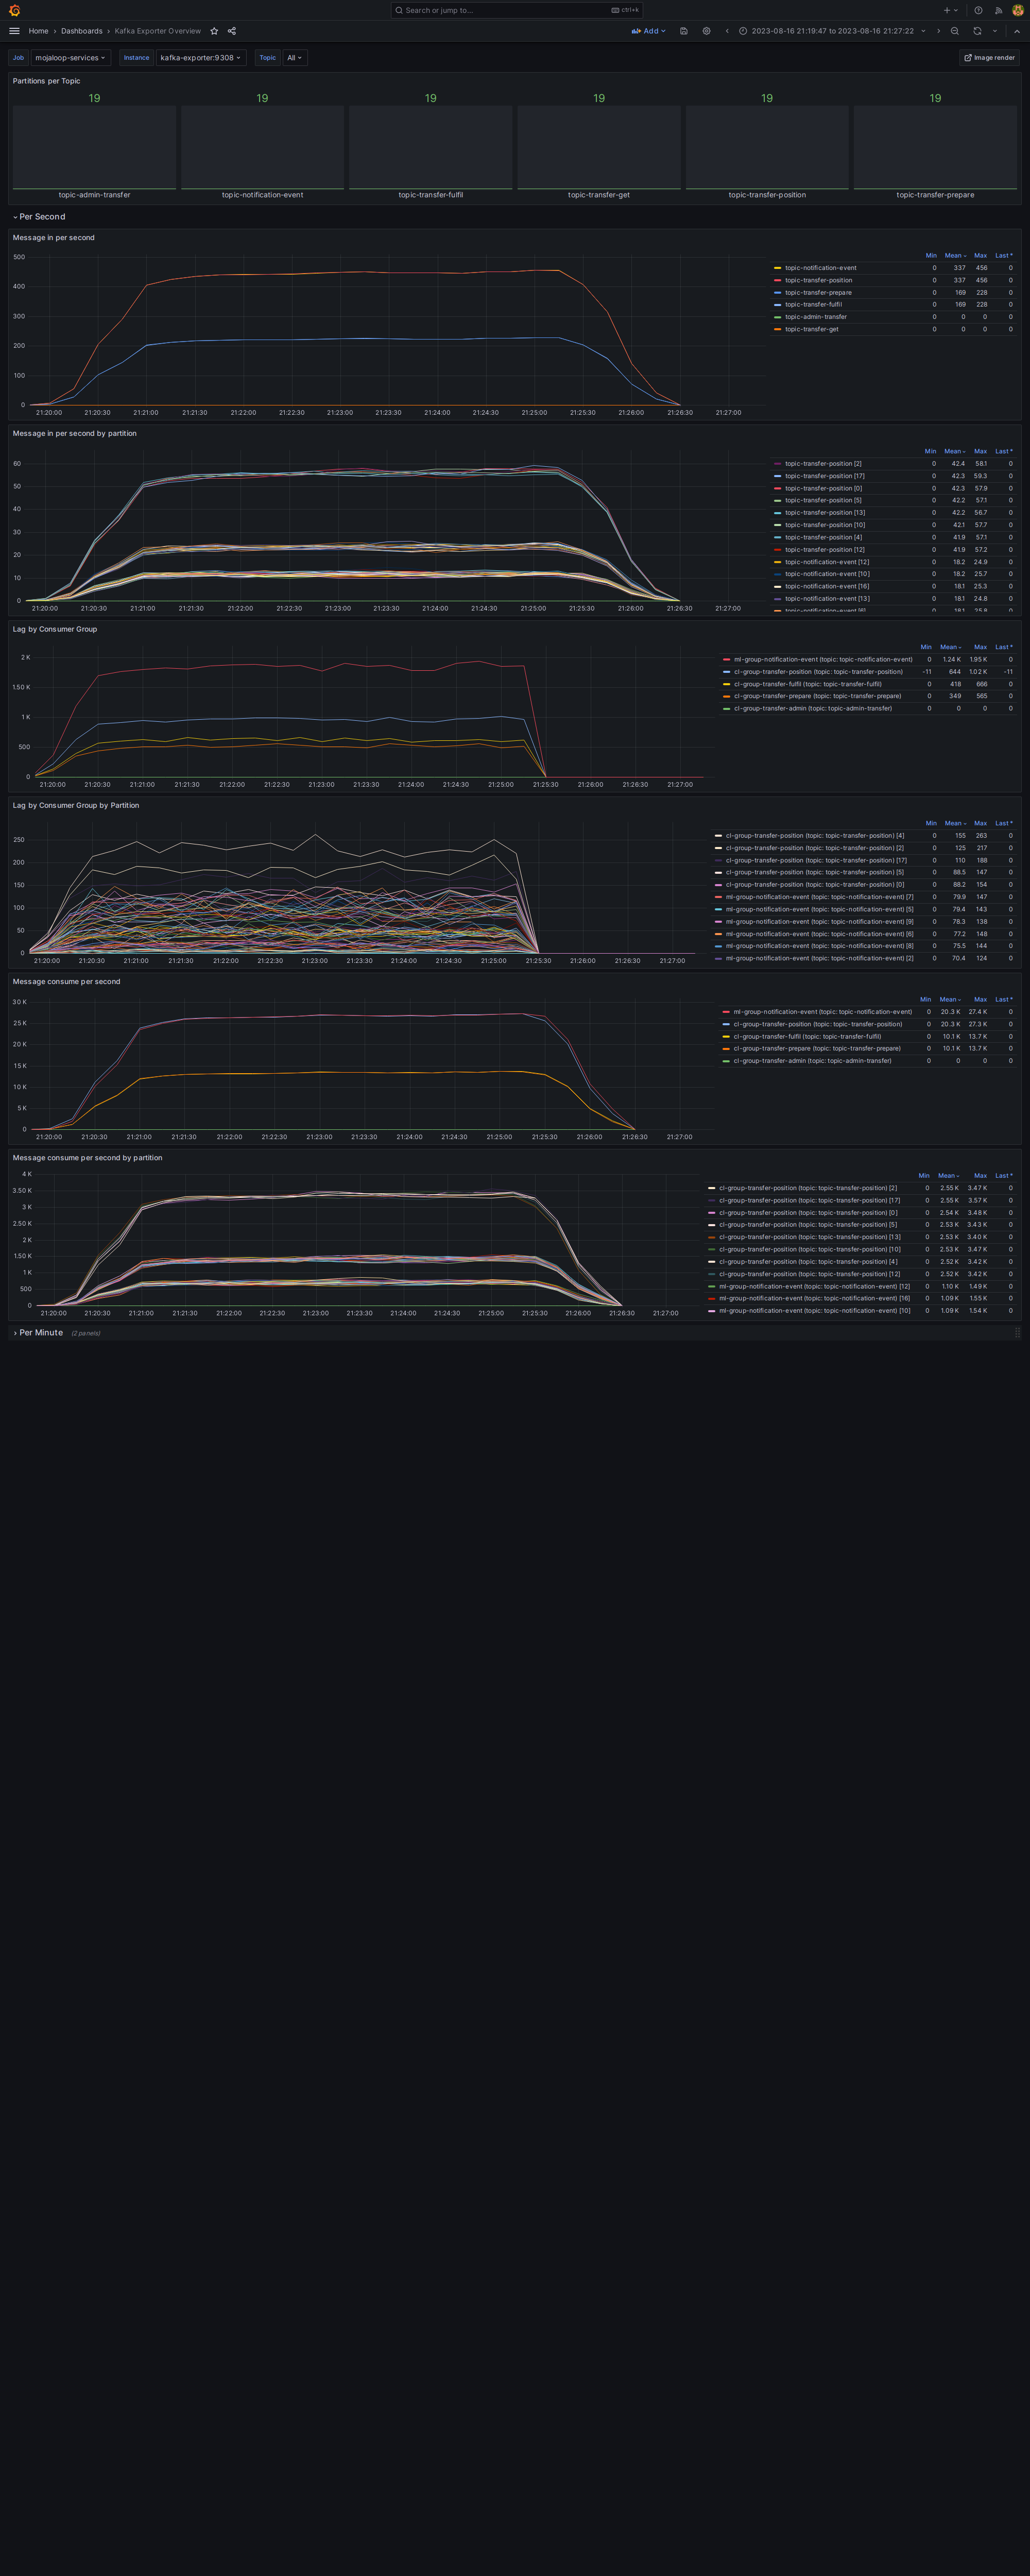 Search or jump to...
ctrl+k
Home › Dashboards › Kafka Exporter Overview
Add
2023-08-16 21:19:47 to 2023-08-16 21:27:22
Job mojaloop-services Instance kafka-exporter:9308 Topic All
Image render
Partitions per Topic
19 19 19 19 19 19
topic-admin-transfer topic-notification-event topic-transfer-fulfil topic-transfer-get topic-transfer-position topic-transfer-prepare
Per Second
Message in per second
500
400
300
200
100
0
21:20:00 21:20:30 21:21:00 21:21:30 21:22:00 21:22:30 21:23:00 21:23:30 21:24:00 21:24:30 21:25:00 21:25:30 21:26:00 21:26:30 21:27:00
Min Mean Max Last *
topic-notification-event 0 337 456 0
topic-transfer-position 0 337 456 0
topic-transfer-prepare 0 169 228 0
topic-transfer-fulfil 0 169 228 0
topic-admin-transfer 0 0 0 0
topic-transfer-get 0 0 0 0
Message in per second by partition
60
50
40
30
20
10
0
21:20:00 21:20:30 21:21:00 21:21:30 21:22:00 21:22:30 21:23:00 21:23:30 21:24:00 21:24:30 21:25:00 21:25:30 21:26:00 21:26:30 21:27:00
Min Mean Max Last *
topic-transfer-position [2] 0 42.4 58.1 0
topic-transfer-position [17] 0 42.3 59.3 0
topic-transfer-position [0] 0 42.3 57.9 0
topic-transfer-position [5] 0 42.2 57.1 0
topic-transfer-position [13] 0 42.2 56.7 0
topic-transfer-position [10] 0 42.1 57.7 0
topic-transfer-position [4] 0 41.9 57.1 0
topic-transfer-position [12] 0 41.9 57.2 0
topic-notification-event [12] 0 18.2 24.9 0
topic-notification-event [10] 0 18.2 25.7 0
topic-notification-event [16] 0 18.1 25.3 0
topic-notification-event [13] 0 18.1 24.8 0
topic-notification-event [6] 0 18.1 25.8 0
Lag by Consumer Group
2 K
1.50 K
1 K
500
0
21:20:00 21:20:30 21:21:00 21:21:30 21:22:00 21:22:30 21:23:00 21:23:30 21:24:00 21:24:30 21:25:00 21:25:30 21:26:00 21:26:30 21:27:00
Min Mean Max Last *
ml-group-notification-event (topic: topic-notification-event) 0 1.24 K 1.95 K 0
cl-group-transfer-position (topic: topic-transfer-position) -11 644 1.02 K -11
cl-group-transfer-fulfil (topic: topic-transfer-fulfil) 0 418 666 0
cl-group-transfer-prepare (topic: topic-transfer-prepare) 0 349 565 0
cl-group-transfer-admin (topic: topic-admin-transfer) 0 0 0 0
Lag by Consumer Group by Partition
250
200
150
100
50
0
21:20:00 21:20:30 21:21:00 21:21:30 21:22:00 21:22:30 21:23:00 21:23:30 21:24:00 21:24:30 21:25:00 21:25:30 21:26:00 21:26:30 21:27:00
Min Mean Max Last *
cl-group-transfer-position (topic: topic-transfer-position) [4] 0 155 263 0
cl-group-transfer-position (topic: topic-transfer-position) [2] 0 125 217 0
cl-group-transfer-position (topic: topic-transfer-position) [17] 0 110 188 0
cl-group-transfer-position (topic: topic-transfer-position) [5] 0 88.5 147 0
cl-group-transfer-position (topic: topic-transfer-position) [0] 0 88.2 154 0
ml-group-notification-event (topic: topic-notification-event) [7] 0 79.9 147 0
ml-group-notification-event (topic: topic-notification-event) [5] 0 79.4 143 0
ml-group-notification-event (topic: topic-notification-event) [9] 0 78.3 138 0
ml-group-notification-event (topic: topic-notification-event) [6] 0 77.2 148 0
ml-group-notification-event (topic: topic-notification-event) [8] 0 75.5 144 0
ml-group-notification-event (topic: topic-notification-event) [2] 0 70.4 124 0
Message consume per second
30 K
25 K
20 K
15 K
10 K
5 K
0
21:20:00 21:20:30 21:21:00 21:21:30 21:22:00 21:22:30 21:23:00 21:23:30 21:24:00 21:24:30 21:25:00 21:25:30 21:26:00 21:26:30 21:27:00
Min Mean Max Last *
ml-group-notification-event (topic: topic-notification-event) 0 20.3 K 27.4 K 0
cl-group-transfer-position (topic: topic-transfer-position) 0 20.3 K 27.3 K 0
cl-group-transfer-fulfil (topic: topic-transfer-fulfil) 0 10.1 K 13.7 K 0
cl-group-transfer-prepare (topic: topic-transfer-prepare) 0 10.1 K 13.7 K 0
cl-group-transfer-admin (topic: topic-admin-transfer) 0 0 0 0
Message consume per second by partition
4 K
3.50 K
3 K
2.50 K
2 K
1.50 K
1 K
500
0
21:20:00 21:20:30 21:21:00 21:21:30 21:22:00 21:22:30 21:23:00 21:23:30 21:24:00 21:24:30 21:25:00 21:25:30 21:26:00 21:26:30 21:27:00
Min Mean Max Last *
cl-group-transfer-position (topic: topic-transfer-position) [2] 0 2.55 K 3.47 K 0
cl-group-transfer-position (topic: topic-transfer-position) [17] 0 2.55 K 3.57 K 0
cl-group-transfer-position (topic: topic-transfer-position) [0] 0 2.54 K 3.48 K 0
cl-group-transfer-position (topic: topic-transfer-position) [5] 0 2.53 K 3.43 K 0
cl-group-transfer-position (topic: topic-transfer-position) [13] 0 2.53 K 3.40 K 0
cl-group-transfer-position (topic: topic-transfer-position) [10] 0 2.53 K 3.47 K 0
cl-group-transfer-position (topic: topic-transfer-position) [4] 0 2.52 K 3.42 K 0
cl-group-transfer-position (topic: topic-transfer-position) [12] 0 2.52 K 3.42 K 0
ml-group-notification-event (topic: topic-notification-event) [12] 0 1.10 K 1.49 K 0
ml-group-notification-event (topic: topic-notification-event) [16] 0 1.09 K 1.55 K 0
ml-group-notification-event (topic: topic-notification-event) [10] 0 1.09 K 1.54 K 0
Per Minute (2 panels)